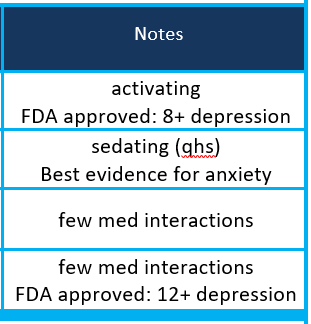 Notes
activating
FDA approved: 8+ depression
sedating (qhs)
Best evidence for anxiety
few med interactions
few med interactions
FDA approved: 12+ depression